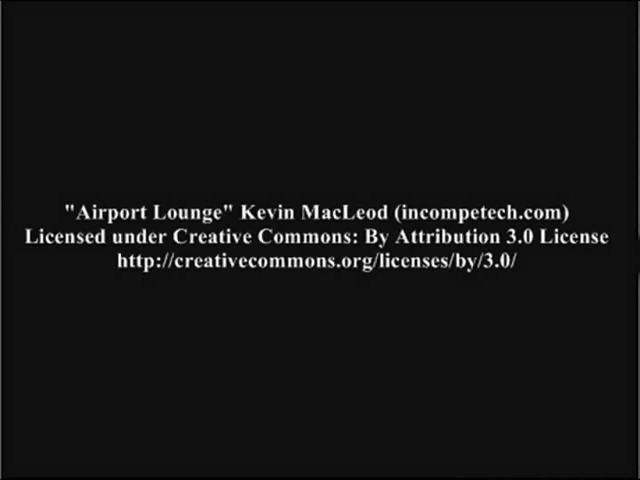 "Airport Lounge" Kevin MacLeod (incompetech.com)
Licensed under Creative Commons: By Attribution 3.0 License
http://creativecommons.org/licenses/by/3.0/